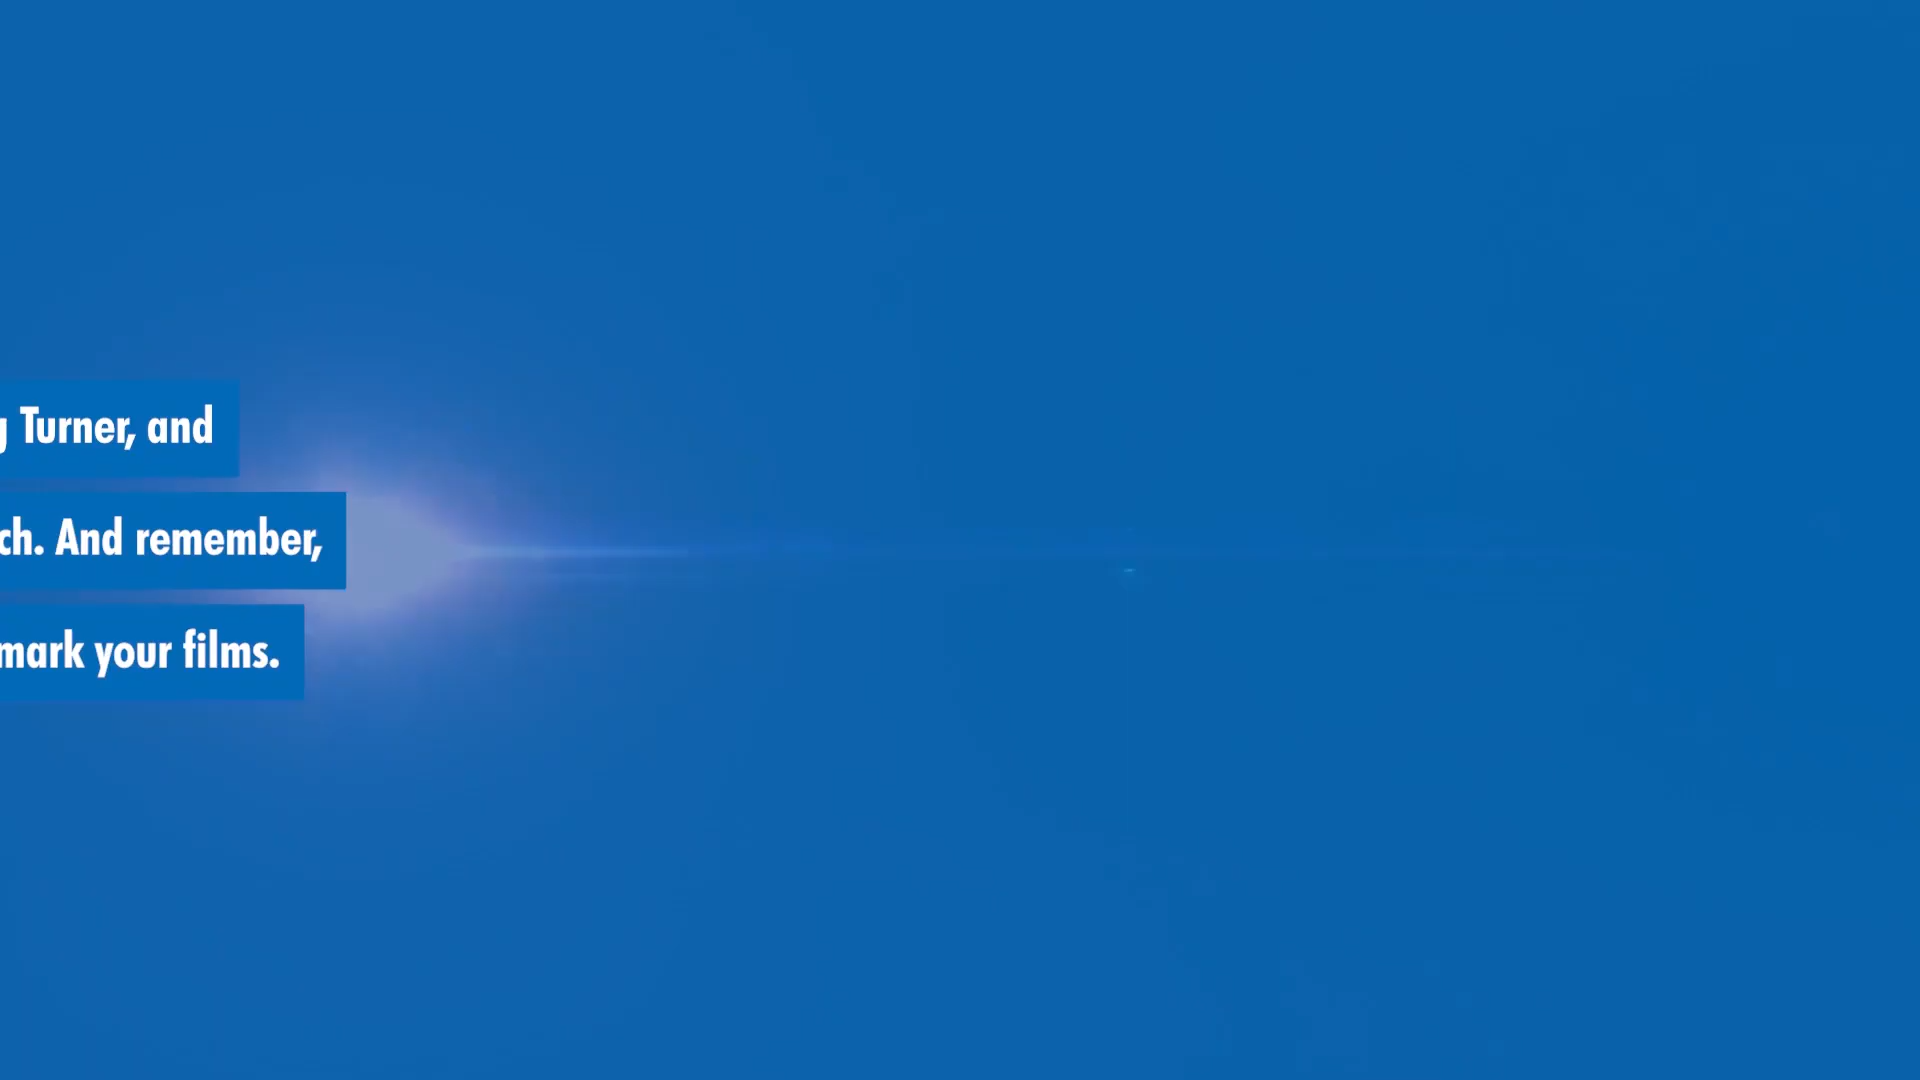 Turner, and
ch. And remember,
mark your films.